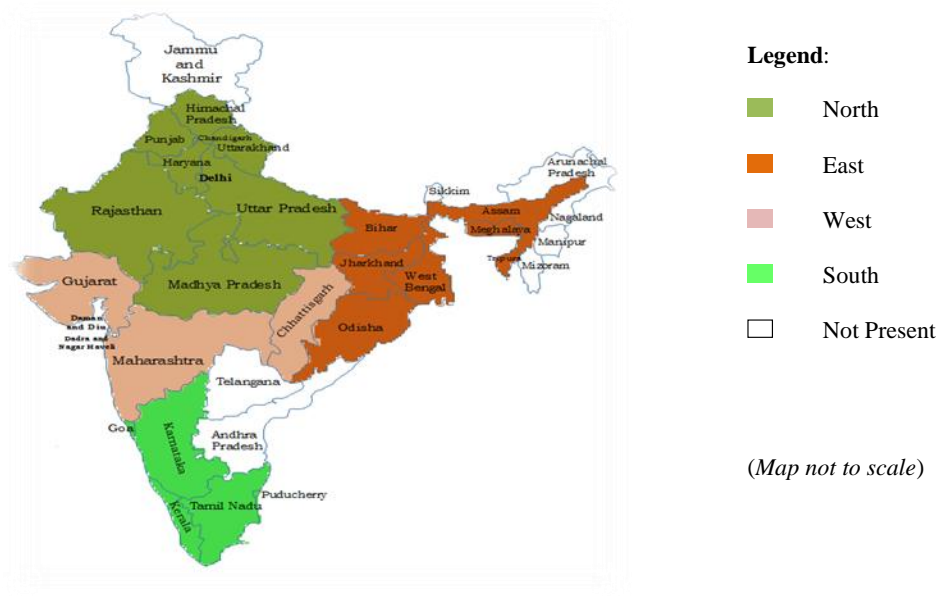 Jammu
and
Kashmir
Himachal
Pradesh
Punjab
Chandigarh
Uttarakhand
Haryana
Delhi
Rajasthan
Uttar Pradesh
Bihar
Sikkim
Arunachal
Pradesh
Assam
Nagaland
Meghalaya
Manipur
Tripura
Mizoram
Jharkhand
West
Bengal
Gujarat
Madhya Pradesh
Chhattisgarh
Odisha
Daman
and Diu
Dadra and
Nagar Haveli
Maharashtra
Telangana
Goa
Karnataka
Andhra
Pradesh
Puducherry
Tamil Nadu
Kerala
Legend:
North
East
West
South
Not Present
(Map not to scale)